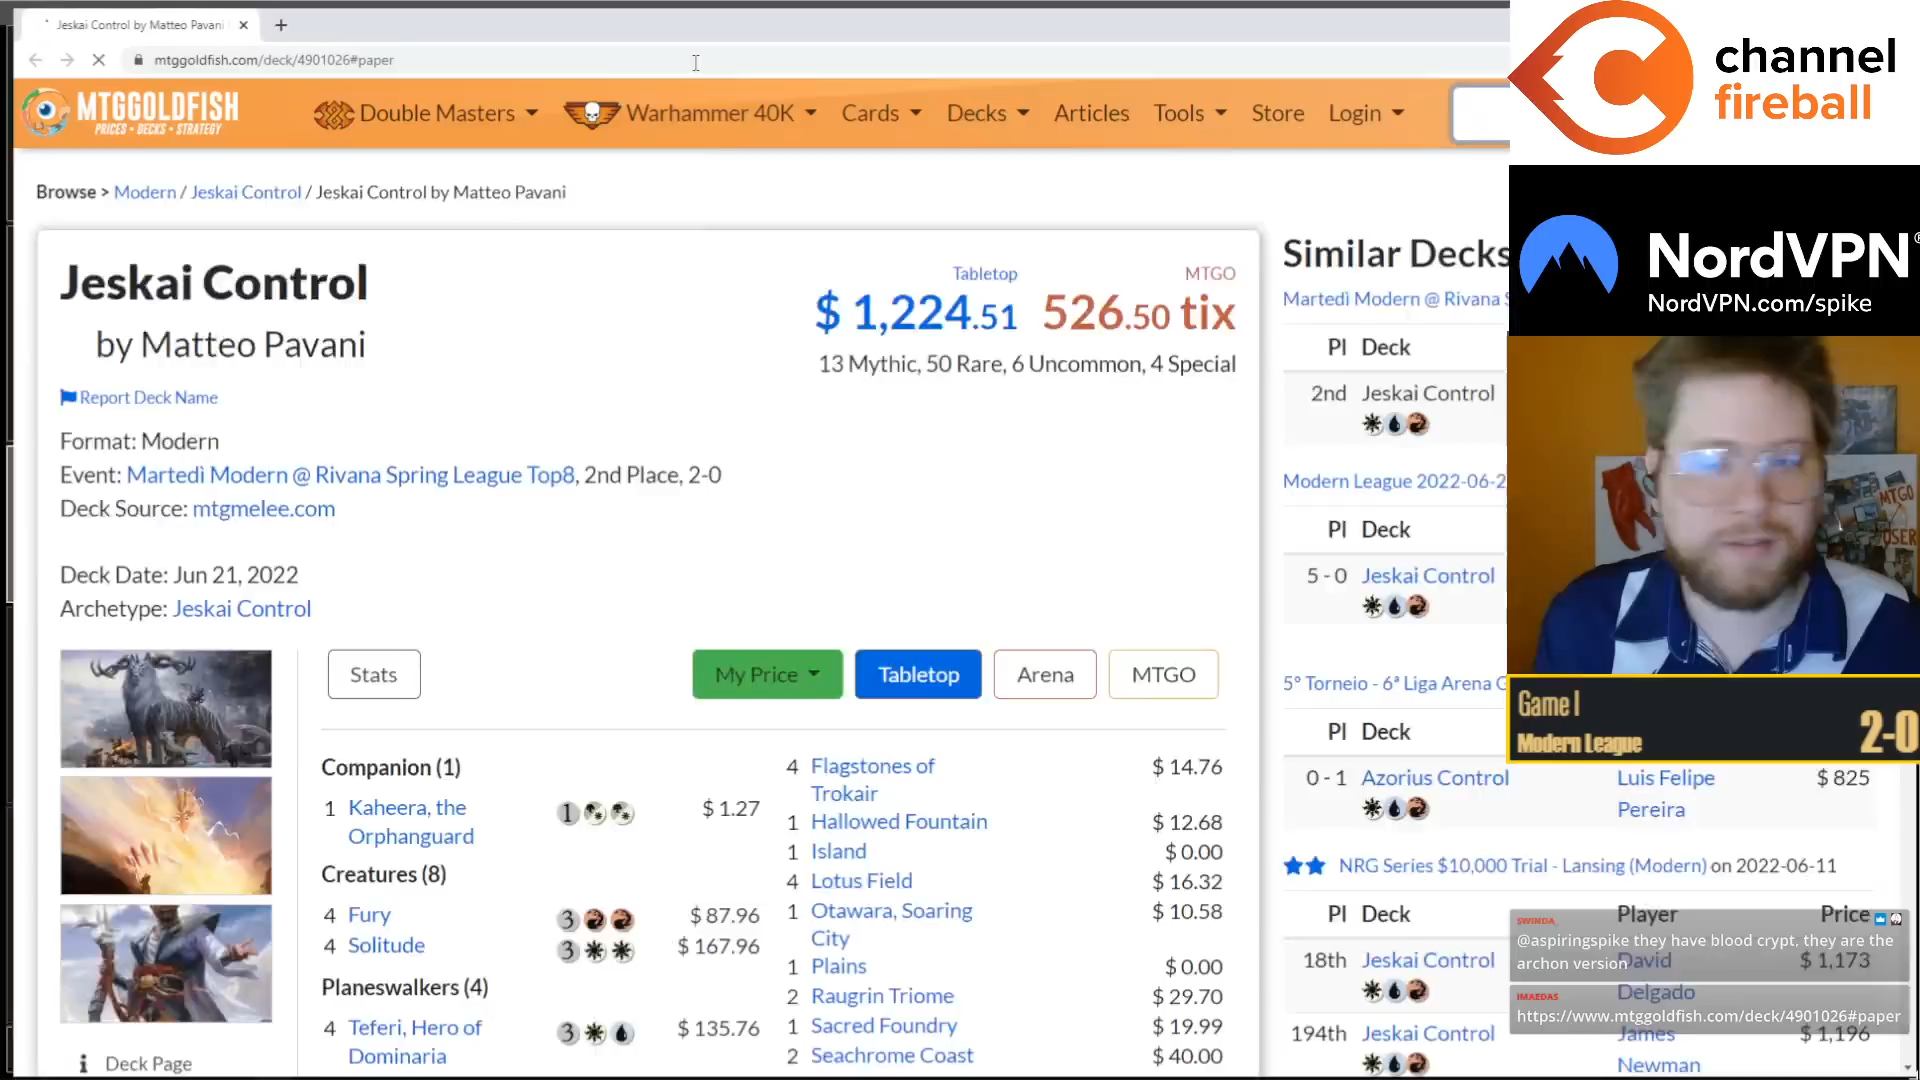 Jeskai Control by Matteo Pavani
mtggoldfish.com/deck/4901026#paper
MTGGOLDFISH
PRICES • DECKS • STRATEGY
Double Masters
Warhammer 40K
Cards
Decks
Articles
Tools
Store
Login
Browse > Modern / Jeskai Control / Jeskai Control by Matteo Pavani
Jeskai Control
by Matteo Pavani
Tabletop
$ 1,224.51
MTGO
526.50 tix
13 Mythic, 50 Rare, 6 Uncommon, 4 Special
Report Deck Name
Format: Modern
Event: Martedì Modern @ Rivana Spring League Top8, 2nd Place, 2-0
Deck Source: mtgmelee.com
Deck Date: Jun 21, 2022
Archetype: Jeskai Control
Stats
My Price
Tabletop
Arena
MTGO
Deck Page
Companion (1)
1 Kaheera, the Orphanguard 1 $ 1.27
Creatures (8)
4 Fury 3 $ 87.96
4 Solitude 3 $ 167.96
Planeswalkers (4)
4 Teferi, Hero of Dominaria 3 $ 135.76
4 Flagstones of Trokair $ 14.76
1 Hallowed Fountain $ 12.68
1 Island $ 0.00
4 Lotus Field $ 16.32
1 Otawara, Soaring City $ 10.58
1 Plains $ 0.00
2 Raugrin Triome $ 29.70
1 Sacred Foundry $ 19.99
2 Seachrome Coast $ 40.00
Similar Decks
Martedì Modern @ Rivana S
Pl Deck
2nd Jeskai Control
Modern League 2022-06-2
Pl Deck
5 - 0 Jeskai Control
5º Torneio - 6ª Liga Arena G
Pl Deck
0 - 1 Azorius Control Luis Felipe Pereira $ 825
NRG Series $10,000 Trial - Lansing (Modern) on 2022-06-11
Pl Deck Player Price
18th Jeskai Control David Delgado $ 1,173
194th Jeskai Control James Newman $ 1,196
channel
fireball
NordVPN®
NordVPN.com/spike
MTGO
USER
Game 1
Modern League
2-0
SWINDA_
@aspiringspike they have blood crypt, they are the
archon version
IMAEDAS
https://www.mtggoldfish.com/deck/4901026#paper